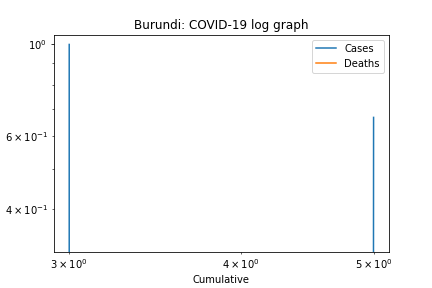 Burundi: COVID-19 log graph
10⁰
Cases
Deaths
6 × 10⁻¹
4 × 10⁻¹
3 × 10⁰ 4 × 10⁰ 5 × 10⁰
Cumulative